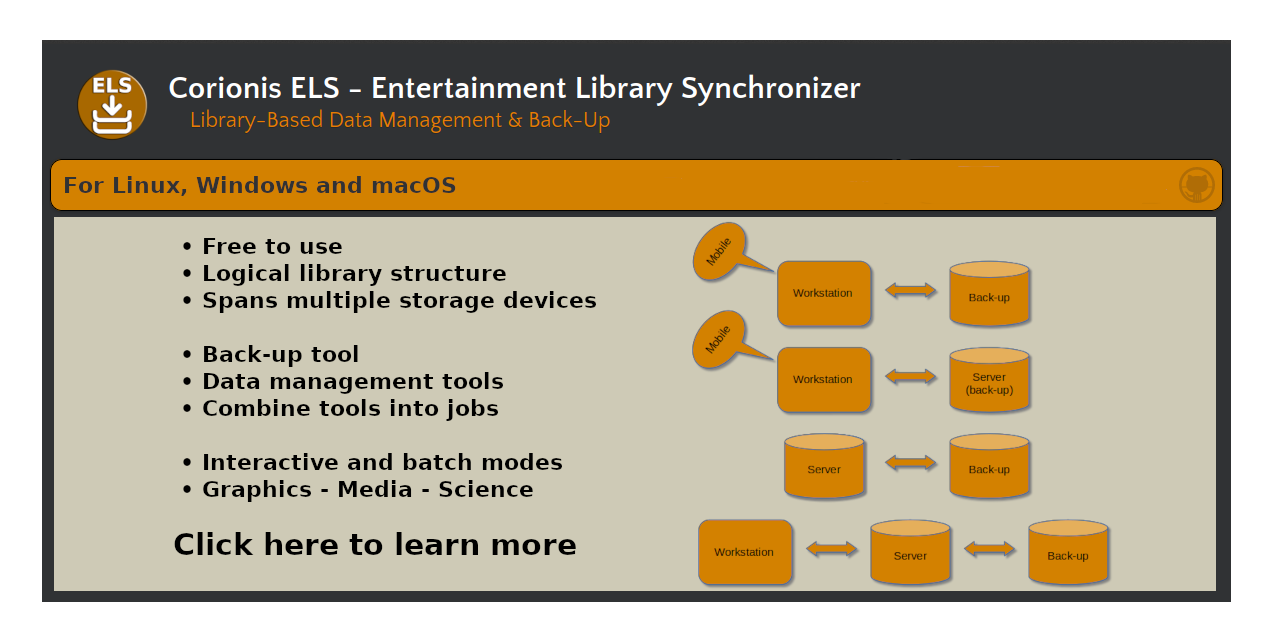 ELS
Corionis ELS – Entertainment Library Synchronizer
Library-Based Data Management & Back-Up
For Linux, Windows and macOS
• Free to use
• Logical library structure
• Spans multiple storage devices
• Back-up tool
• Data management tools
• Combine tools into jobs
• Interactive and batch modes
• Graphics - Media - Science
Click here to learn more
Mobile
Workstation
Back-up
Mobile
Workstation
Server
(back-up)
Server
Back-up
Workstation
Server
Back-up